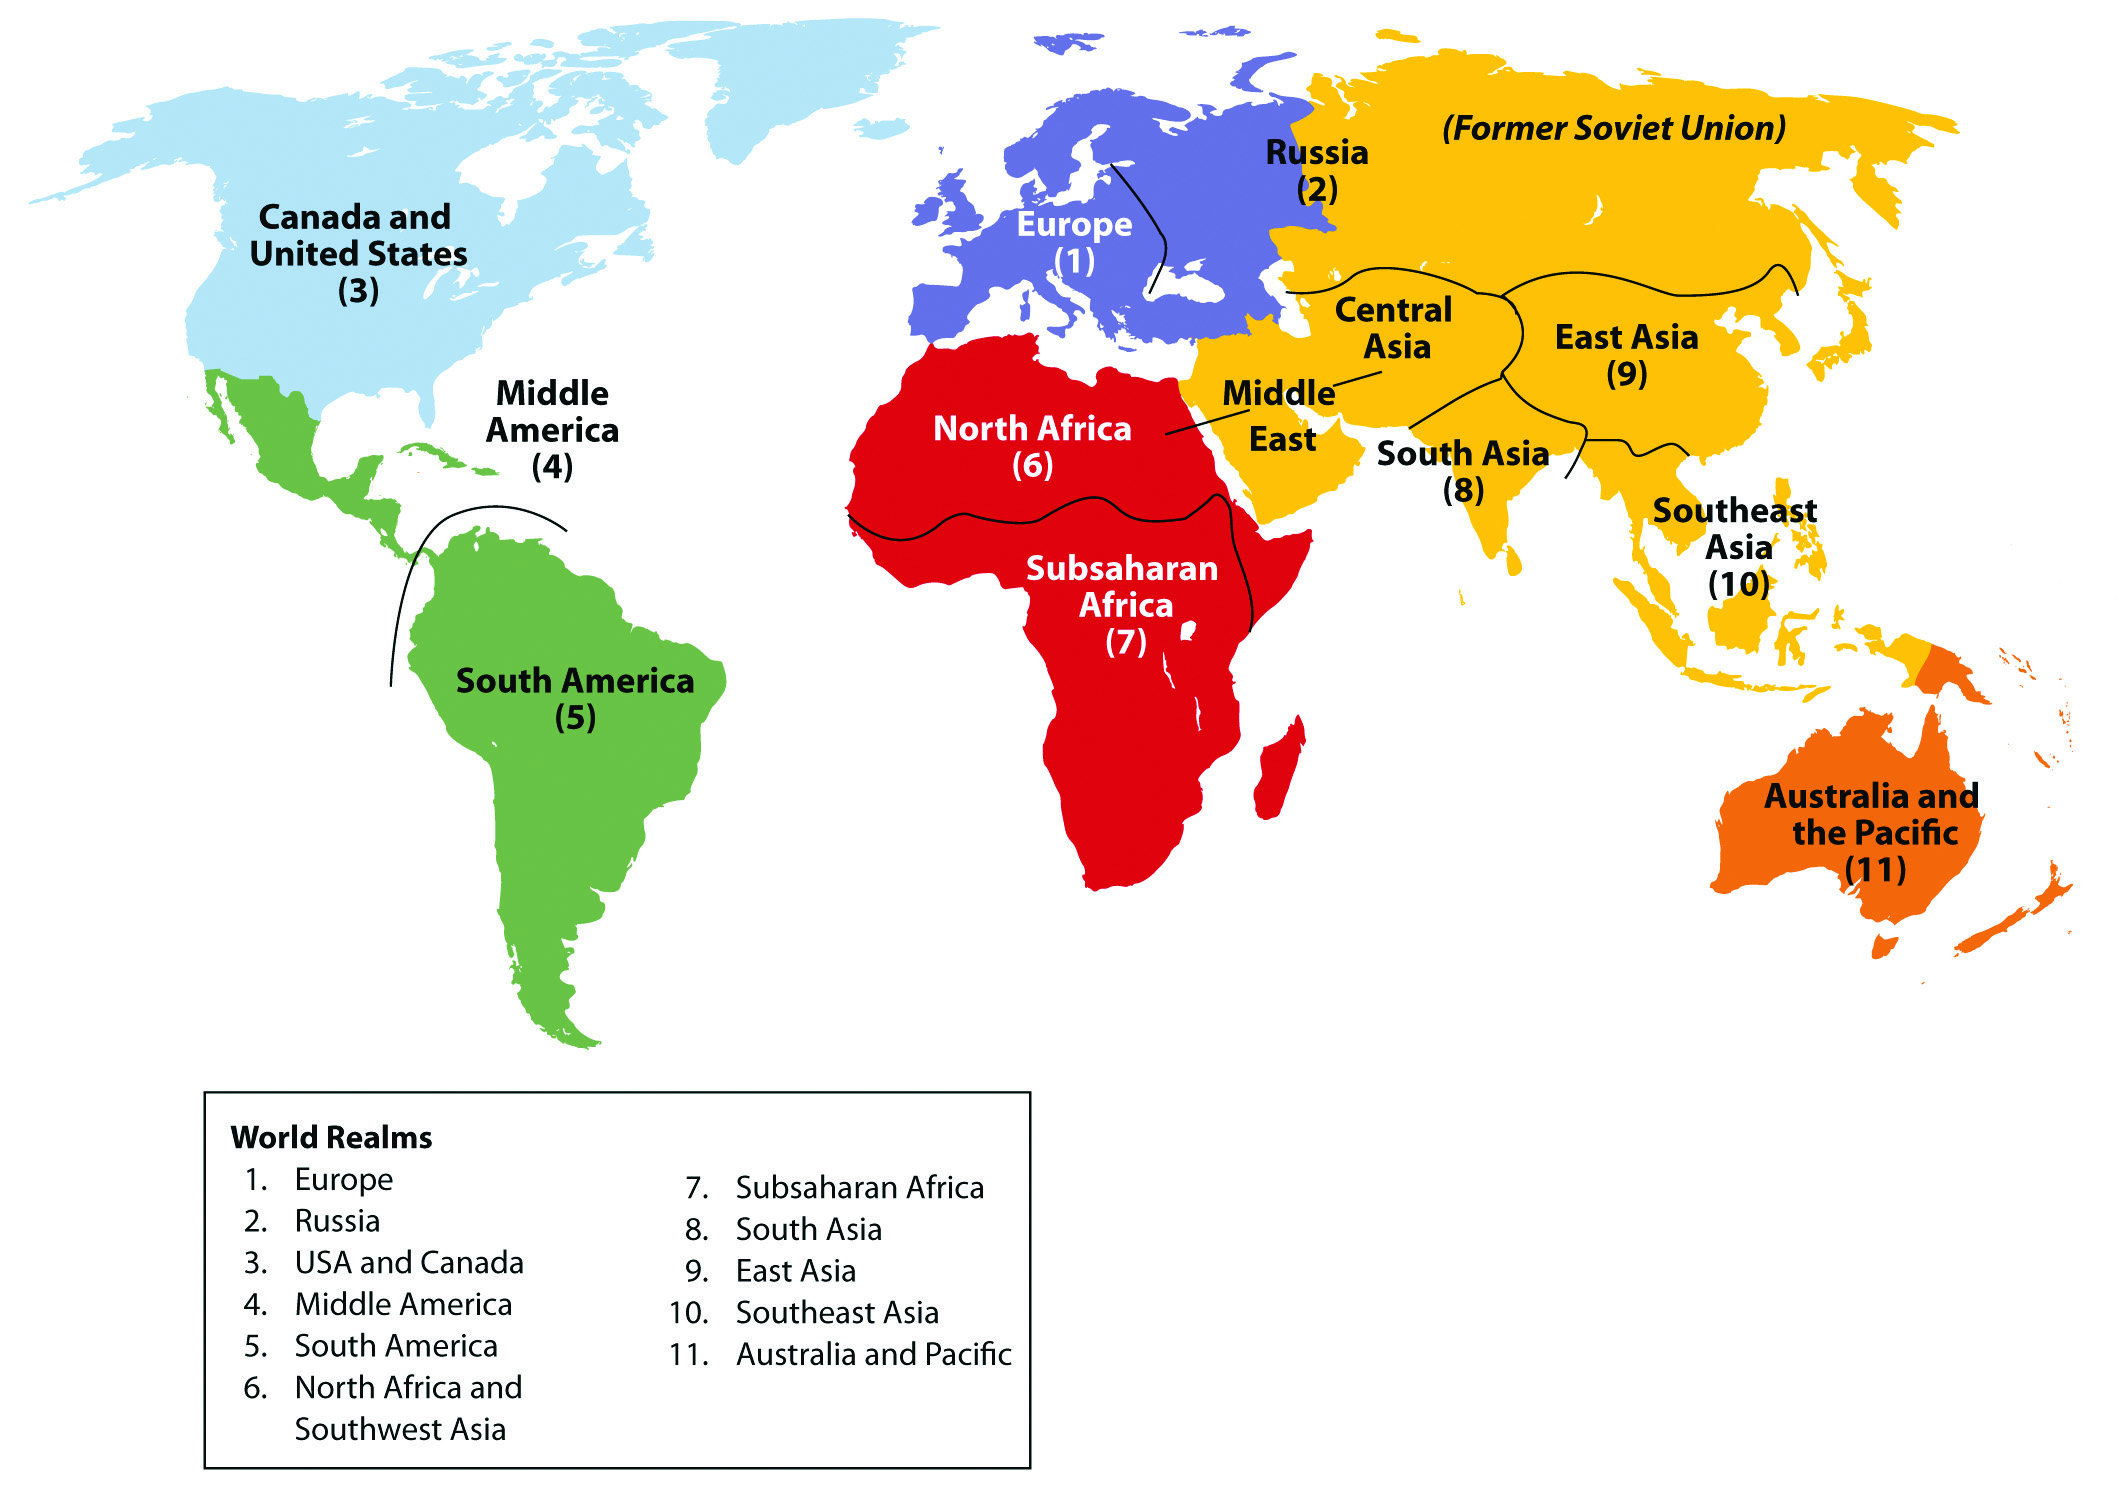 (Former Soviet Union)
Russia
(2)
Canada and
United States
(3)
Europe
(1)
Central
Asia
East Asia
(9)
Middle
America
(4)
Middle
East
North Africa
(6)
South Asia
(8)
Southeast
Asia
(10)
Subsaharan
Africa
(7)
South America
(5)
Australia and
the Pacific
(11)
World Realms
1. Europe
2. Russia
3. USA and Canada
4. Middle America
5. South America
6. North Africa and
Southwest Asia
7. Subsaharan Africa
8. South Asia
9. East Asia
10. Southeast Asia
11. Australia and Pacific